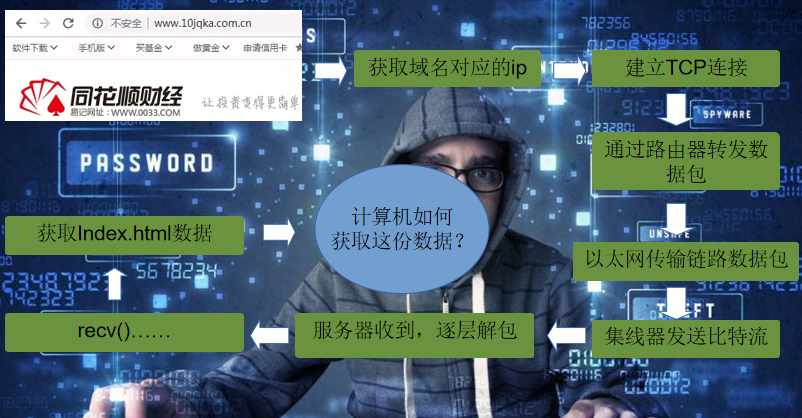 不安全 | www.10jqka.com.cn
软件下载 手机版 买基金 做黄金 申请信用卡
同花顺财经
易记网址:WWW.0033.COM
让投资变得更简单
获取域名对应的ip
建立TCP连接
SPYWARE
通过路由器转发数
据包
PASSWORD
UNSAFE
计算机如何
获取这份数据?
获取Index.html数据
以太网传输链路数据包
5678234
recv()……
服务器收到，逐层解包
集线器发送比特流